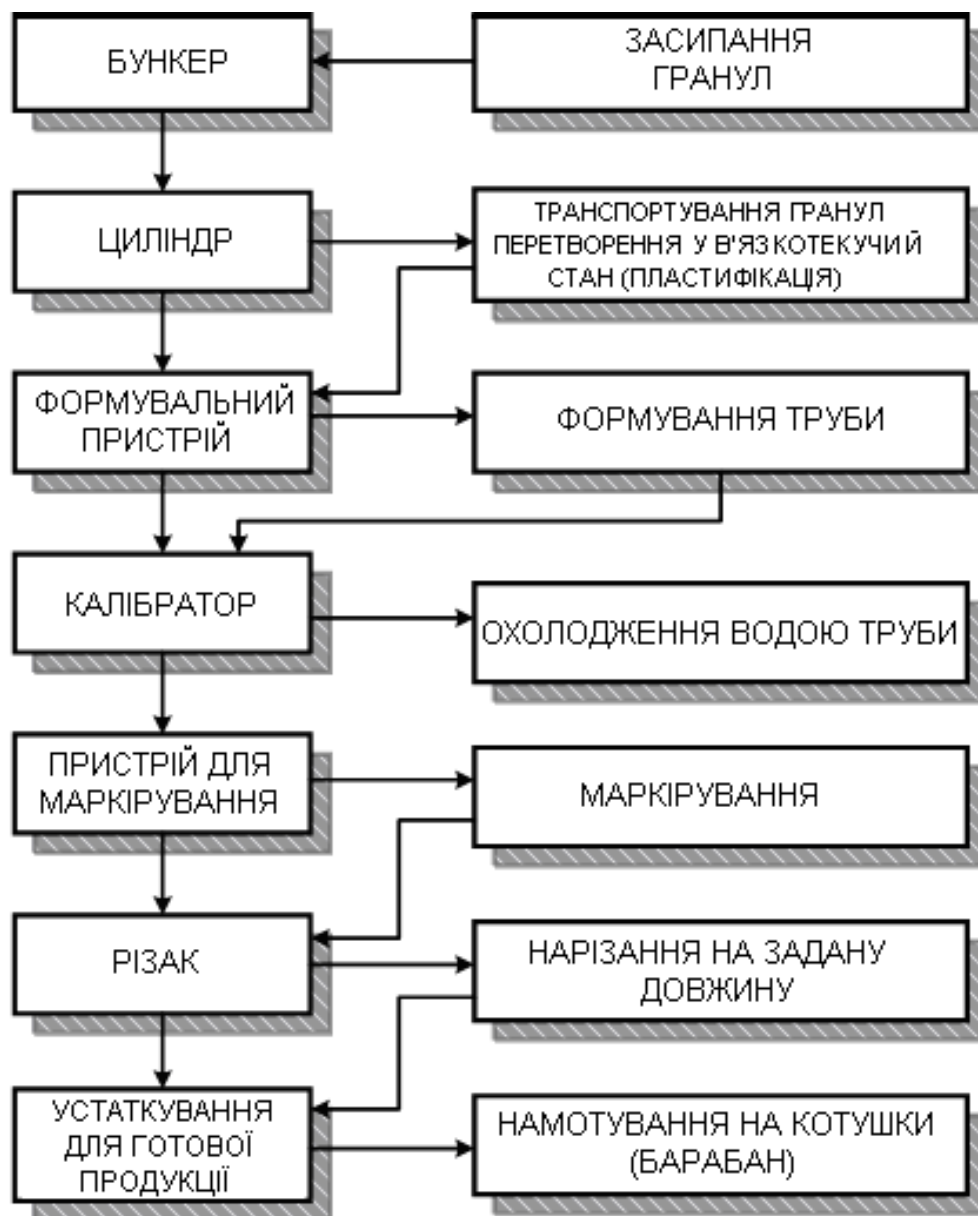 БУНКЕР
ЗАСИПАННЯ
ГРАНУЛ
ЦИЛІНДР
ТРАНСПОРТУВАННЯ ГРАНУЛ
ПЕРЕТВОРЕННЯ У В'ЯЗКОТЕКУЧИЙ
СТАН (ПЛАСТИФІКАЦІЯ)
ФОРМУВАЛЬНИЙ
ПРИСТРІЙ
ФОРМУВАННЯ ТРУБИ
КАЛІБРАТОР
ОХОЛОДЖЕННЯ ВОДОЮ ТРУБИ
ПРИСТРІЙ ДЛЯ
МАРКІРУВАННЯ
МАРКІРУВАННЯ
РІЗАК
НАРІЗАННЯ НА ЗАДАНУ
ДОВЖИНУ
УСТАТКУВАННЯ
ДЛЯ ГОТОВОЇ
ПРОДУКЦІЇ
НАМОТУВАННЯ НА КОТУШКИ
(БАРАБАН)